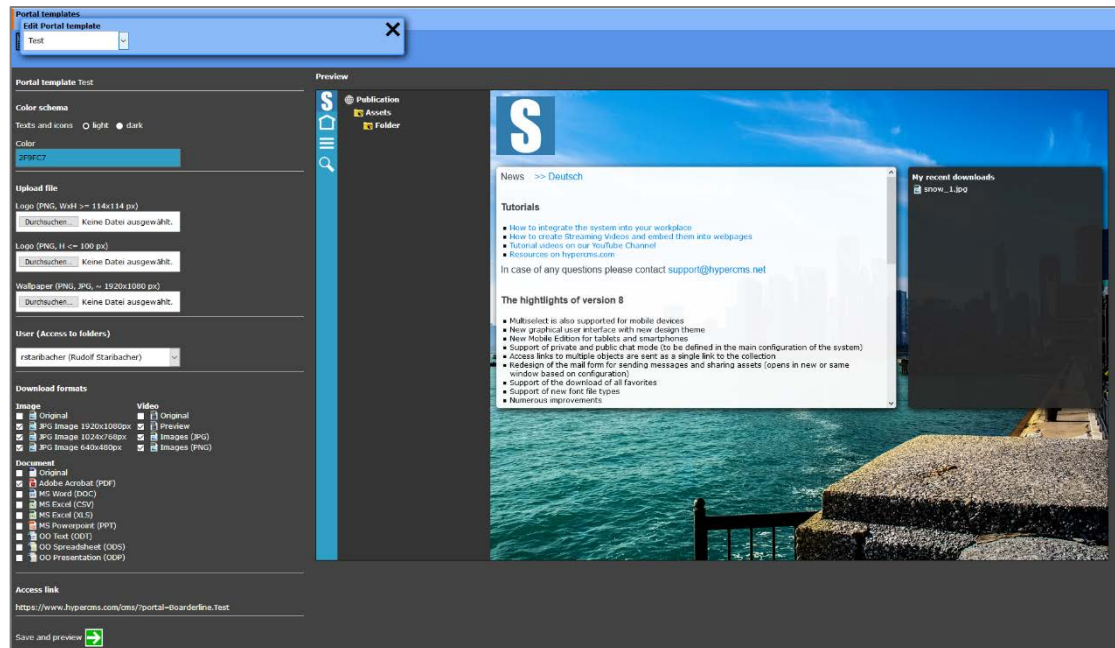 Portal templates
Edit Portal template
Test
Portal template Test
Color schema
Texts and icons light dark
Color
2F9FC7
Upload file
Logo (PNG, WxH >= 114x114 px)
Durchsuchen... Keine Datei ausgewählt.
Logo (PNG, H <= 100 px)
Durchsuchen... Keine Datei ausgewählt.
Wallpaper (PNG, JPG, ~ 1920x1080 px)
Durchsuchen... Keine Datei ausgewählt.
User (Access to folders)
rstaribacher (Rudolf Staribacher)
Download formats
Image Video
Original Original
JPG Image 1920x1080px Preview
JPG Image 1024x768px Images (JPG)
JPG Image 640x480px Images (PNG)
Document
Original
Adobe Acrobat (PDF)
MS Word (DOC)
MS Excel (CSV)
MS Excel (XLS)
MS Powerpoint (PPT)
OO Text (ODT)
OO Spreadsheet (ODS)
OO Presentation (ODP)
Access link
https://www.hypercms.com/cms/?portal=Boarderline.Test
Save and preview
Preview
S
Publication
Assets
Folder
S
News >> Deutsch
Tutorials
How to integrate the system into your workplace
How to create Streaming Videos and embed them into webpages
Tutorial videos on our YouTube Channel
Resources on hypercms.com
In case of any questions please contact support@hypercms.net
The hightlights of version 8
Multiselect is also supported for mobile devices
New graphical user interface with new design theme
New Mobile Edition for tablets and smartphones
Support of private and public chat mode (to be defined in the main configuration of the system)
Access links to multiple objects are sent as a single link to the collection
Redesign of the mail form for sending messages and sharing assets (opens in new or same
window based on configuration)
Support of the download of all favorites
Support of new font file types
Numerous improvements
My recent downloads
snow_1.jpg